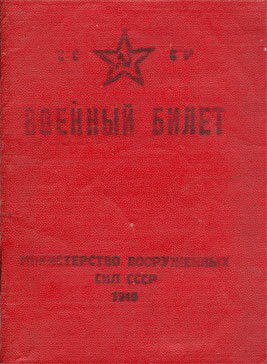 СС СР
ВОЕННЫЙ БИЛЕТ
МИНИСТЕРСТВО ВООРУЖЕННЫХ
СИЛ СССР